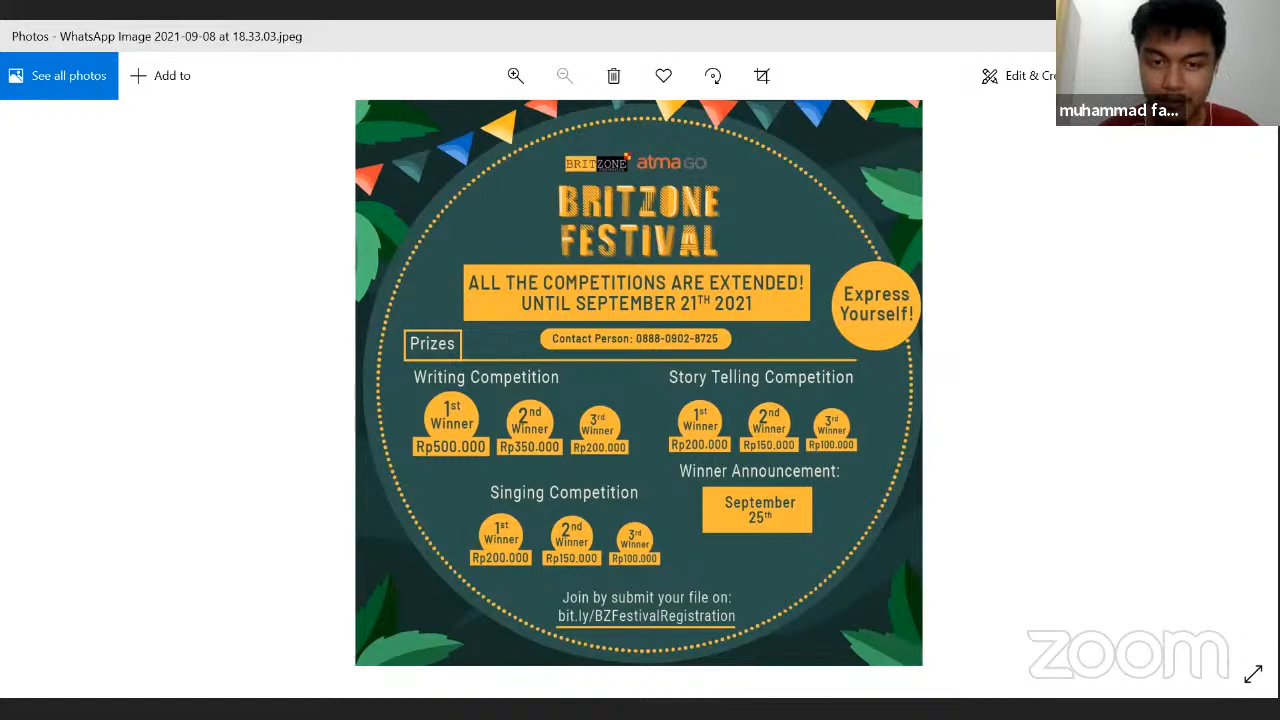 Photos - WhatsApp Image 2021-09-08 at 18.33.03.jpeg
See all photos
Add to
Edit & Cre
muhammad fa...
BRITZONE atma GO
BRITZONE
FESTIVAL
ALL THE COMPETITIONS ARE EXTENDED!
UNTIL SEPTEMBER 21TH 2021
Express
Yourself!
Contact Person: 0888-0902-8725
Prizes
Writing Competition
1st
Winner
Rp500.000
2nd
Winner
Rp350.000
3rd
Winner
Rp200.000
Story Telling Competition
1st
Winner
Rp200.000
2nd
Winner
Rp150.000
3rd
Winner
Rp100.000
Winner Announcement:
September
25th
Singing Competition
1st
Winner
Rp200.000
2nd
Winner
Rp150.000
3rd
Winner
Rp100.000
Join by submit your file on:
bit.ly/BZFestivalRegistration
zoom